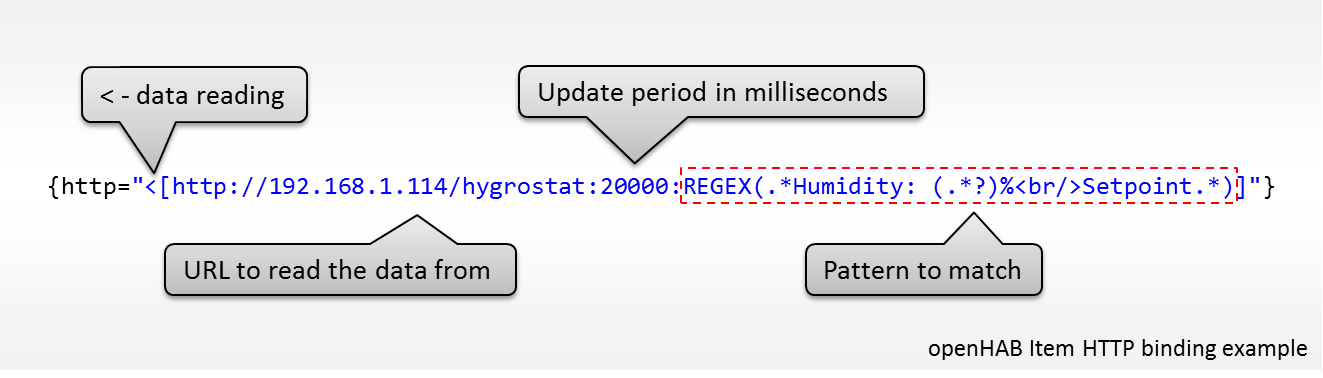 < - data reading
Update period in milliseconds
{http="<[http://192.168.1.114/hygrostat:20000:REGEX(.*Humidity: (.*?)%<br/>Setpoint.*)]"}
URL to read the data from
Pattern to match
openHAB Item HTTP binding example